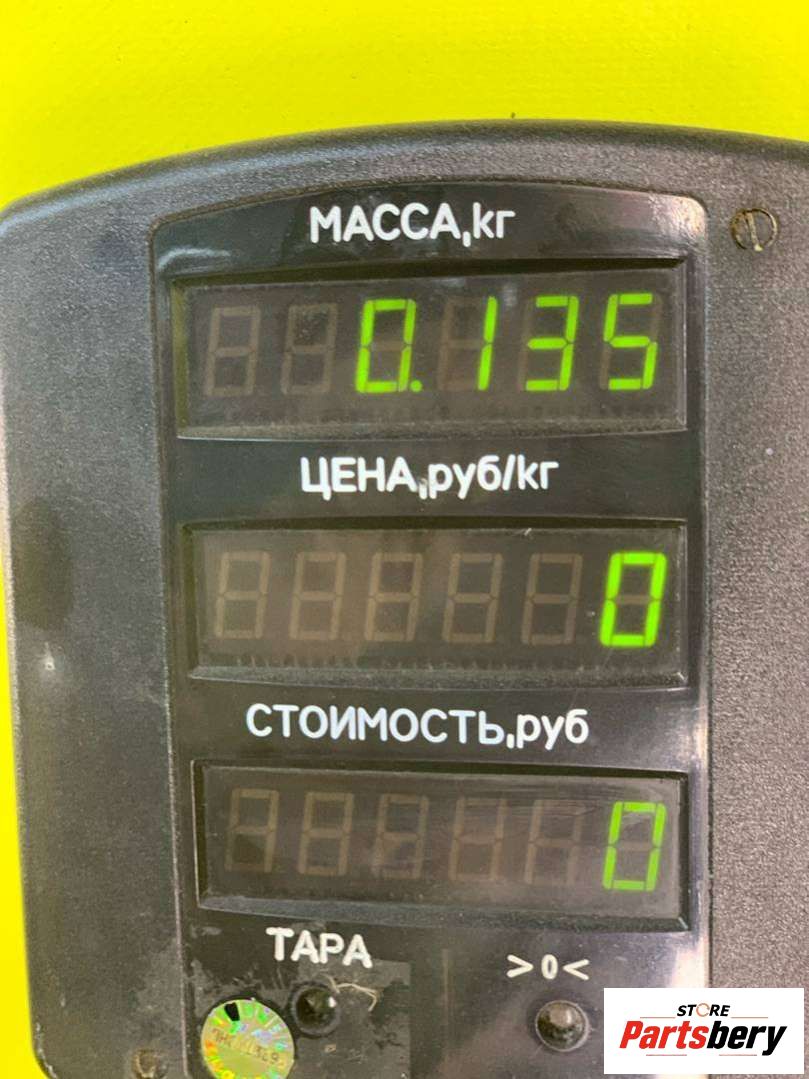 МАССА,кг
0.135
ЦЕНА,руб/кг
0
СТОИМОСТЬ,руб
0
ТАРА
>0<
STORE
Partsbery